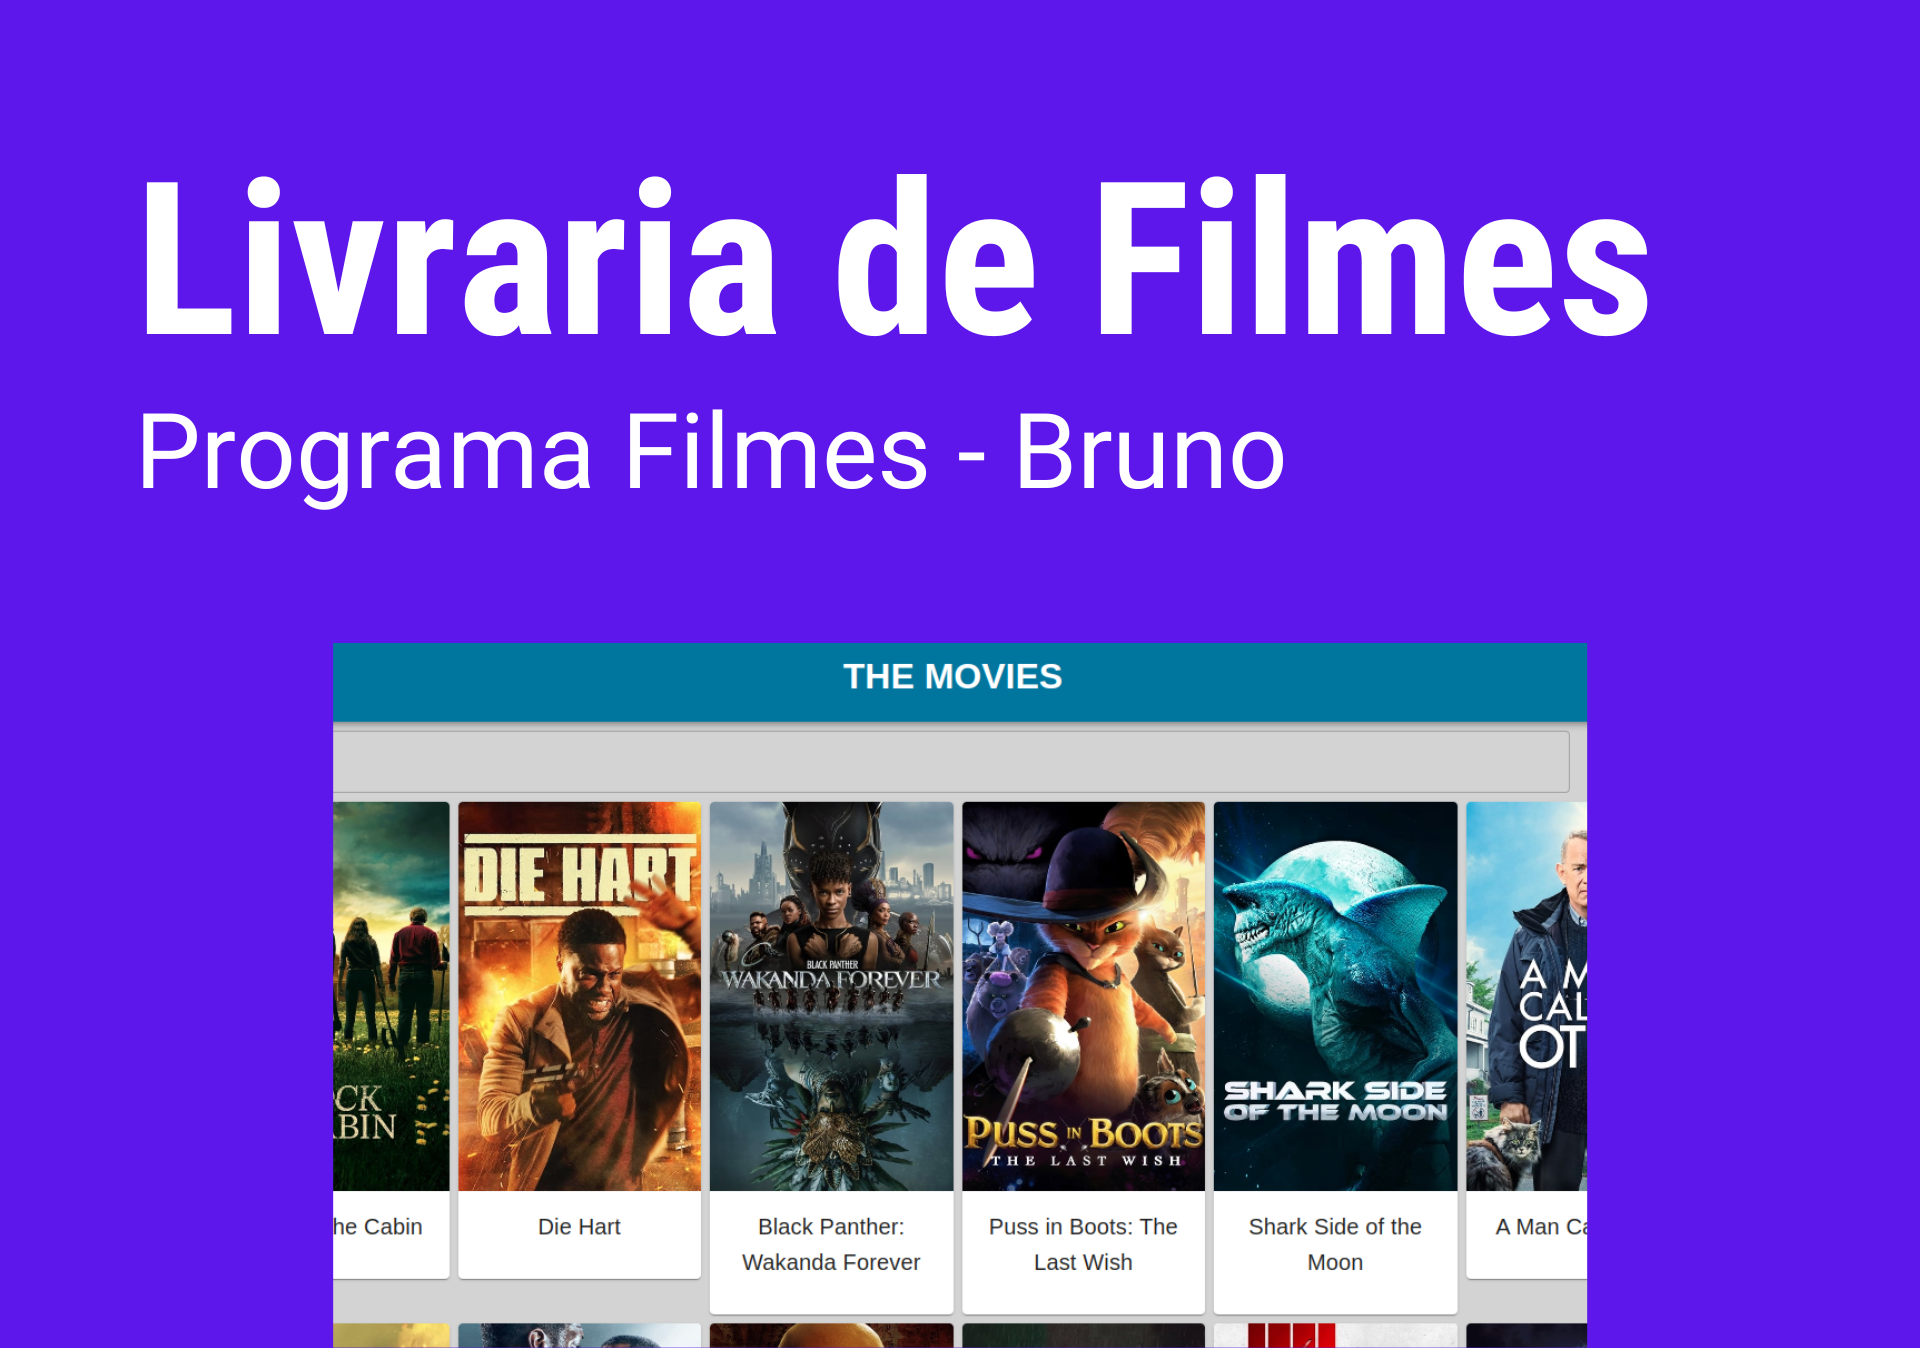 Livraria de Filmes
Programa Filmes - Bruno
THE MOVIES
CK
BIN
DIE HART
BLACK PANTHER
WAKANDA FOREVER
PUSS IN BOOTS
THE LAST WISH
SHARK SIDE
OF THE MOON
A M
CAL
OT
he Cabin
Die Hart
Black Panther:
Wakanda Forever
Puss in Boots: The
Last Wish
Shark Side of the
Moon
A Man Ca